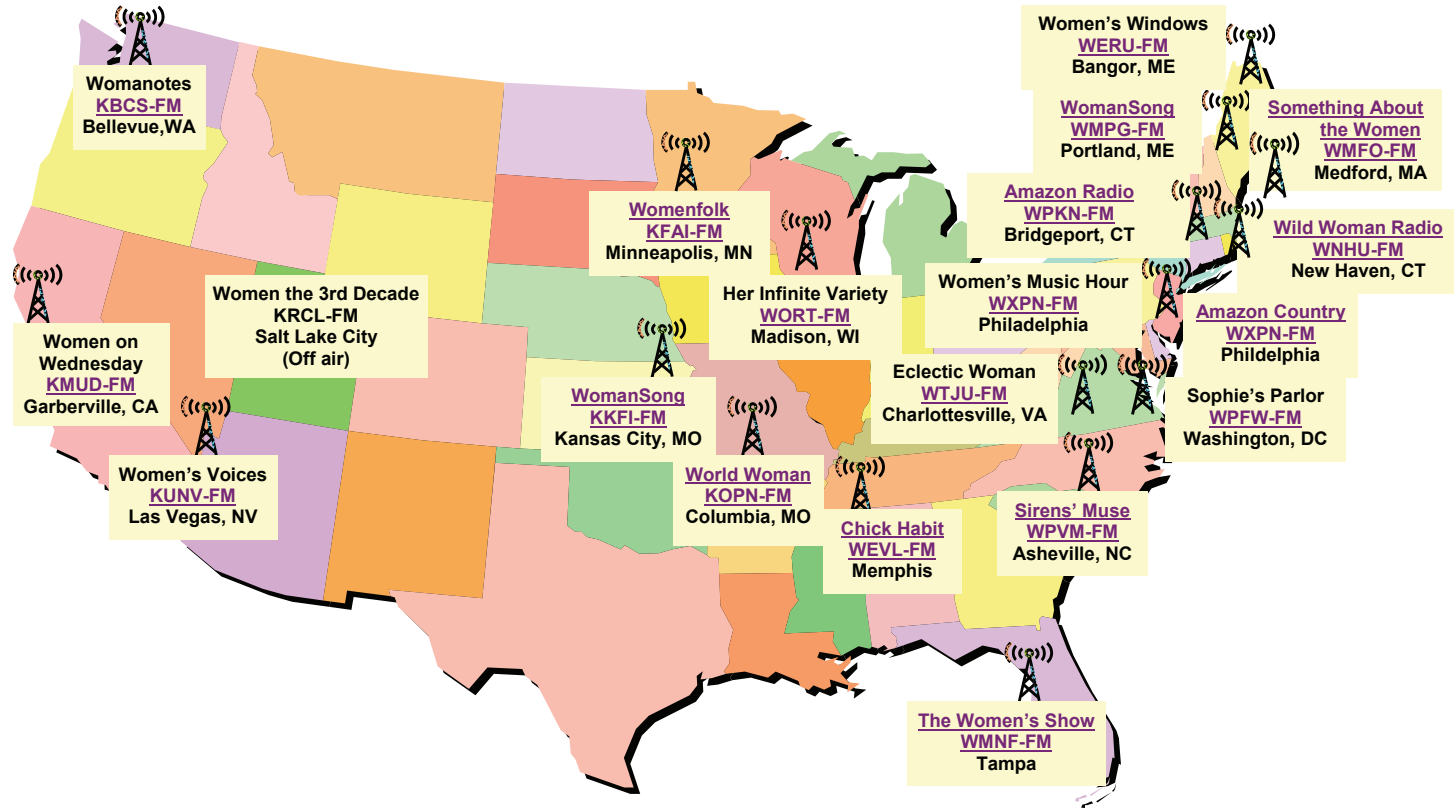 Womanotes
KBCS-FM
Bellevue,WA
Women's Windows
WERU-FM
Bangor, ME
WomanSong
WMPG-FM
Portland, ME
Something About
the Women
WMFO-FM
Medford, MA
Amazon Radio
WPKN-FM
Bridgeport, CT
Wild Woman Radio
WNHU-FM
New Haven, CT
Womenfolk
KFAI-FM
Minneapolis, MN
Women the 3rd Decade
KRCL-FM
Salt Lake City
(Off air)
Her Infinite Variety
WORT-FM
Madison, WI
Women's Music Hour
WXPN-FM
Philadelphia
Amazon Country
WXPN-FM
Phildelphia
Women on
Wednesday
KMUD-FM
Garberville, CA
WomanSong
KKFI-FM
Kansas City, MO
Eclectic Woman
WTJU-FM
Charlottesville, VA
Sophie's Parlor
WPFW-FM
Washington, DC
Women's Voices
KUNV-FM
Las Vegas, NV
World Woman
KOPN-FM
Columbia, MO
Chick Habit
WEVL-FM
Memphis
Sirens' Muse
WPVM-FM
Asheville, NC
The Women's Show
WMNF-FM
Tampa